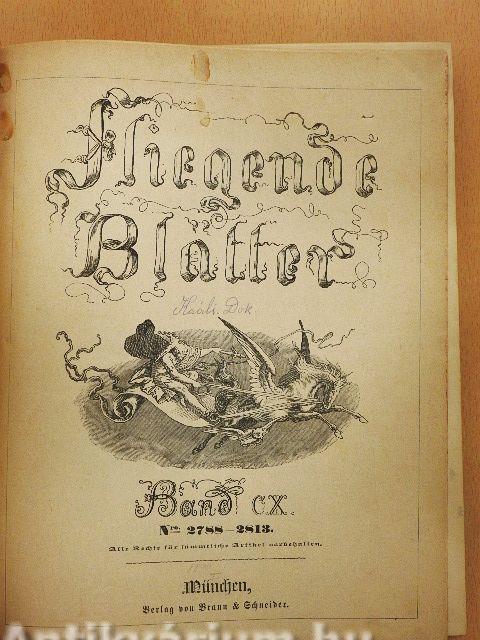 Fliegende
Blätter
Band CX.
Nro. 2788–2813.
Alle Rechte für sämmtliche Artikel vorbehalten.
München,
Verlag von Braun & Schneider.
Antikvárium.hu